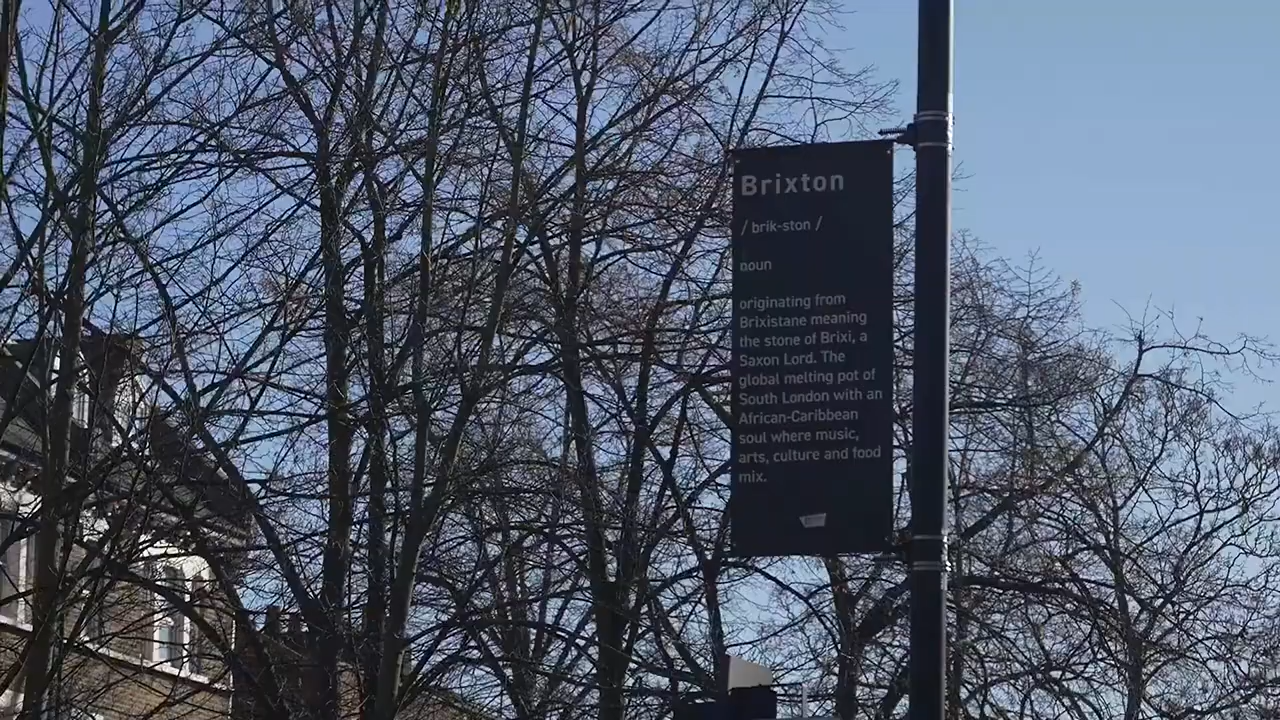 Brixton
/ brik-ston /
noun
originating from
Brixistane meaning
the stone of Brixi, a
Saxon Lord. The
global melting pot of
South London with an
African-Caribbean
soul where music,
arts, culture and food
mix.